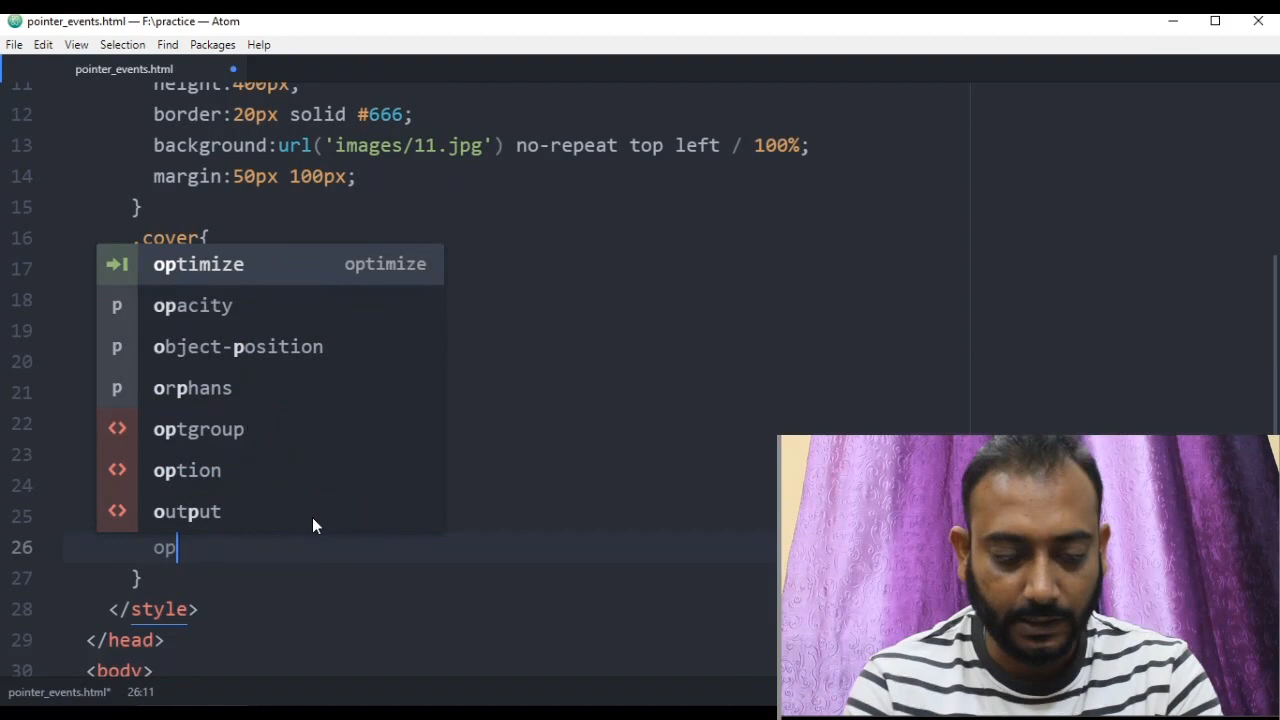 pointer_events.html — F:\practice — Atom
File Edit View Selection Find Packages Help
pointer_events.html
11 height:400px;
12 border:20px solid #666;
13 background:url('images/11.jpg') no-repeat top left / 100%;
14 margin:50px 100px;
15 }
16 .cover{
17 optimize optimize
18 p opacity
19 p object-position
20
21 p orphans
22 <> optgroup
23
24 <> option
25 <> output
26 op
27 }
28 </style>
29 </head>
30 <body>
pointer_events.html* 26:11